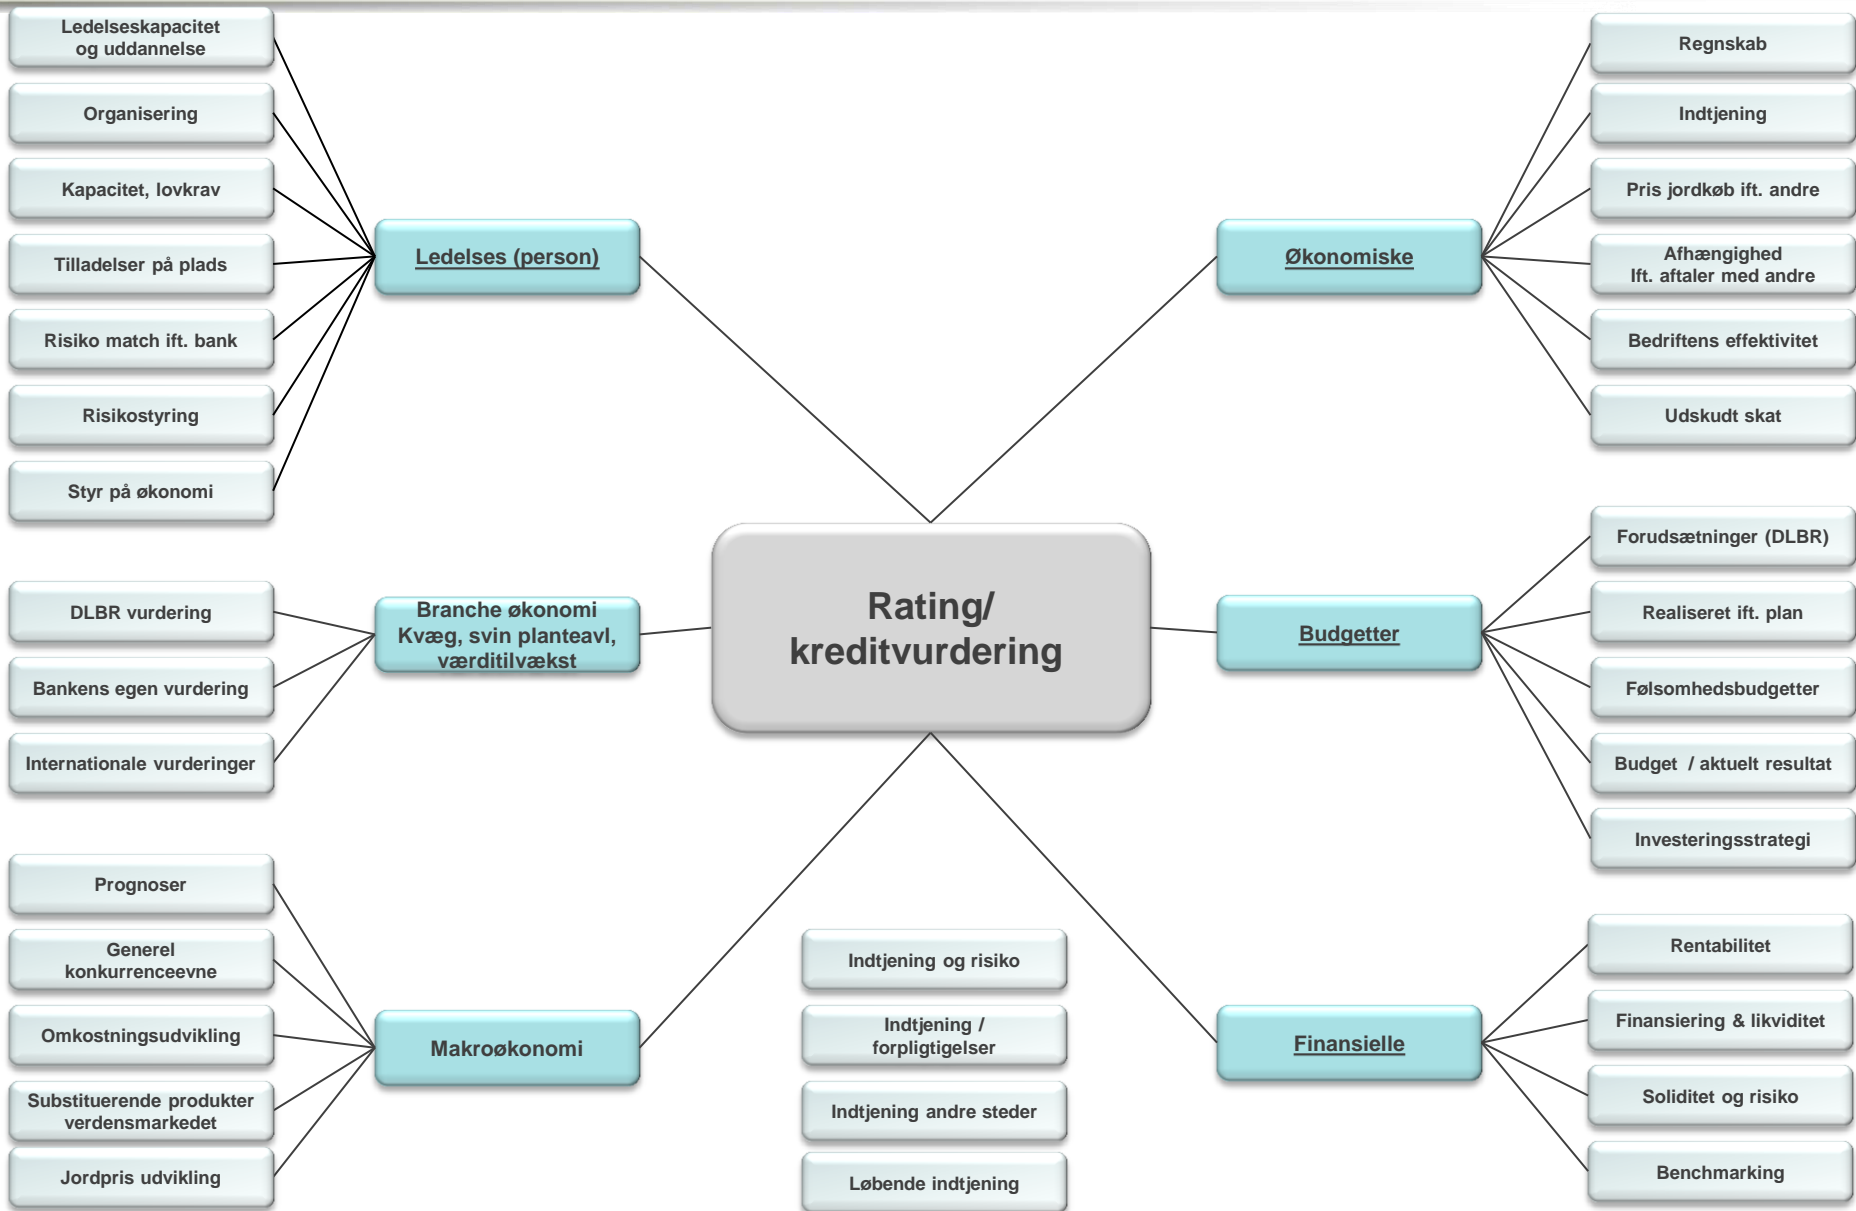 Ledelseskapacitet
og uddannelse
Organisering
Kapacitet, lovkrav
Tilladelser på plads
Risiko match ift. bank
Risikostyring
Styr på økonomi
Ledelses (person)
DLBR vurdering
Bankens egen vurdering
Internationale vurderinger
Branche økonomi
Kvæg, svin planteavl,
værditilvækst
Prognoser
Generel
konkurrenceevne
Omkostningsudvikling
Substituerende produkter
verdensmarkedet
Jordpris udvikling
Makroøkonomi
Rating/
kreditvurdering
Indtjening og risiko
Indtjening /
forpligtigelser
Indtjening andre steder
Løbende indtjening
Økonomiske
Regnskab
Indtjening
Pris jordkøb ift. andre
Afhængighed
Ift. aftaler med andre
Bedriftens effektivitet
Udskudt skat
Budgetter
Forudsætninger (DLBR)
Realiseret ift. plan
Følsomhedsbudgetter
Budget / aktuelt resultat
Investeringsstrategi
Finansielle
Rentabilitet
Finansiering & likviditet
Soliditet og risiko
Benchmarking